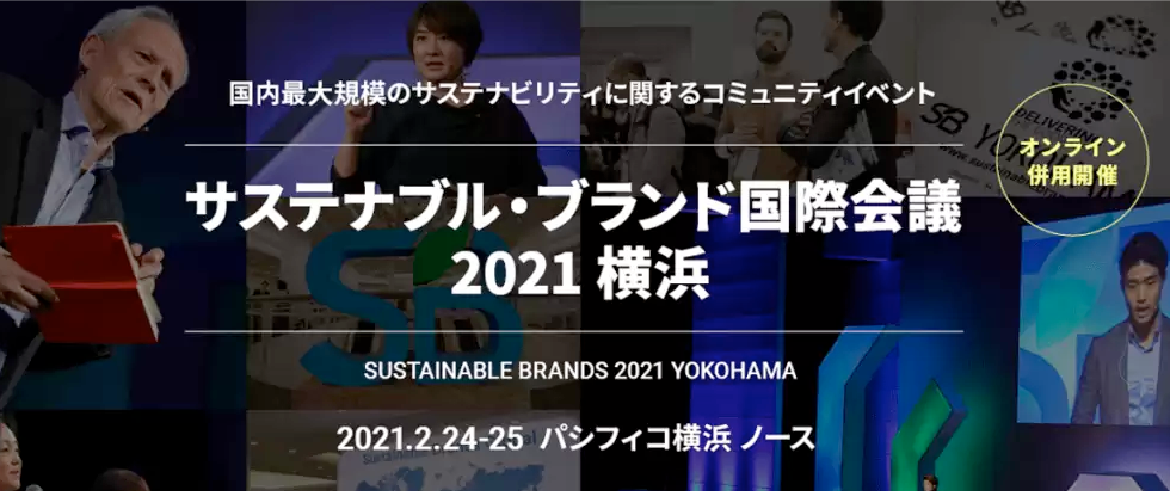 国内最大規模のサステナビリティに関するコミュニティイベント
サステナブル・ブランド国際会議
2021 横浜
SUSTAINABLE BRANDS 2021 YOKOHAMA
2021.2.24-25 パシフィコ横浜 ノース
オンライン
併用開催
SB
DELIVERING
SB